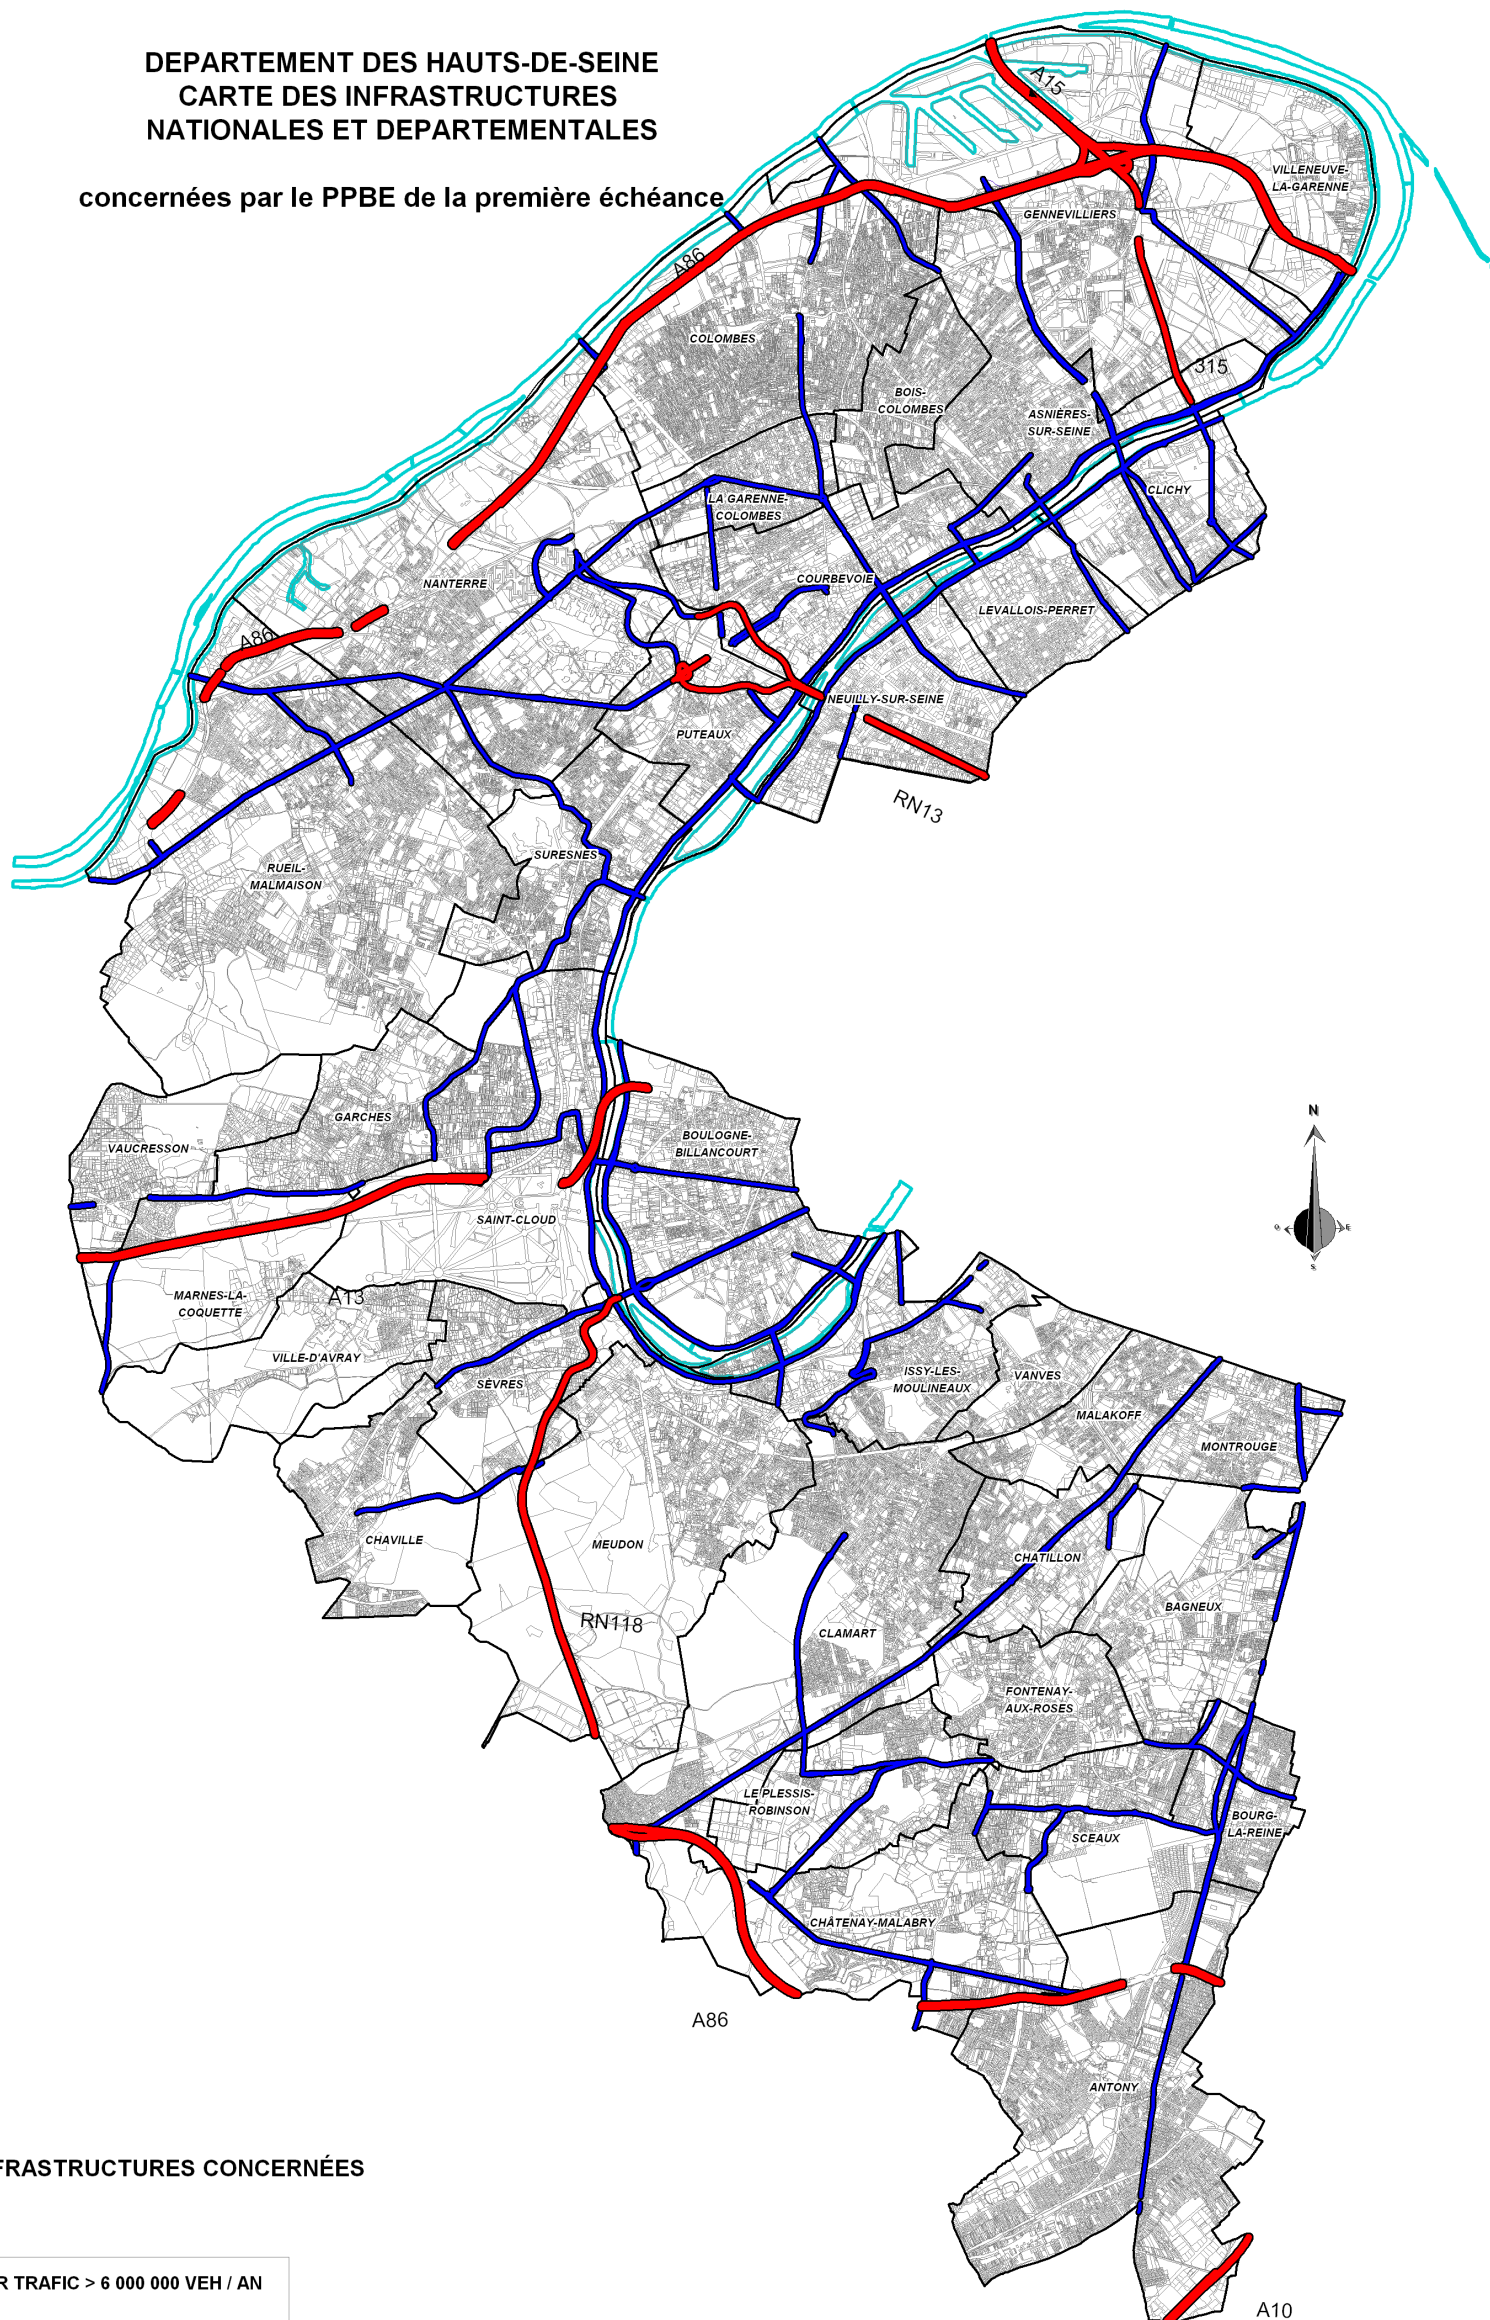 DEPARTEMENT DES HAUTS-DE-SEINE
CARTE DES INFRASTRUCTURES
NATIONALES ET DEPARTEMENTALES
concernées par le PPBE de la première échéance
A15
VILLENEUVE-
LA-GARENNE
GENNEVILLIERS
A86
COLOMBES
315
BOIS-
COLOMBES
ASNIÈRES-
SUR-SEINE
CLICHY
LA GARENNE-
COLOMBES
NANTERRE
COURBEVOIE
LEVALLOIS-PERRET
A86
NEUILLY-SUR-SEINE
PUTEAUX
RN13
SURESNES
RUEIL-
MALMAISON
GARCHES
VAUCRESSON
BOULOGNE-
BILLANCOURT
N
O
E
S
SAINT-CLOUD
MARNES-LA-
COQUETTE
A13
VILLE-D'AVRAY
SÈVRES
ISSY-LES-
MOULINEAUX
VANVES
MALAKOFF
MONTROUGE
CHAVILLE
MEUDON
CHATILLON
BAGNEUX
RN118
CLAMART
FONTENAY-
AUX-ROSES
LE PLESSIS-
ROBINSON
BOURG-
LA-REINE
SCEAUX
CHÂTENAY-MALABRY
A86
ANTONY
FRASTRUCTURES CONCERNÉES
R TRAFIC > 6 000 000 VEH / AN
A10